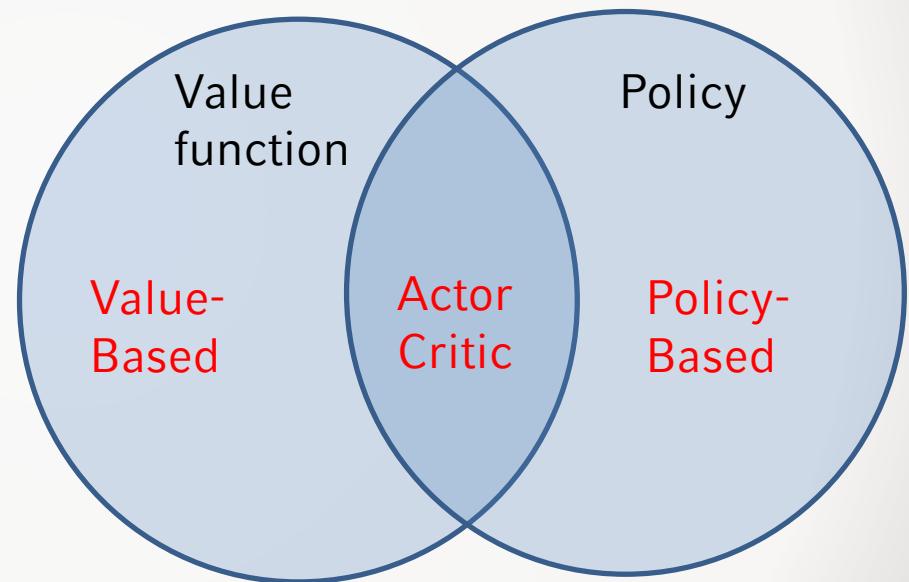 Value
function
Policy
Value-
Based
Actor
Critic
Policy-
Based